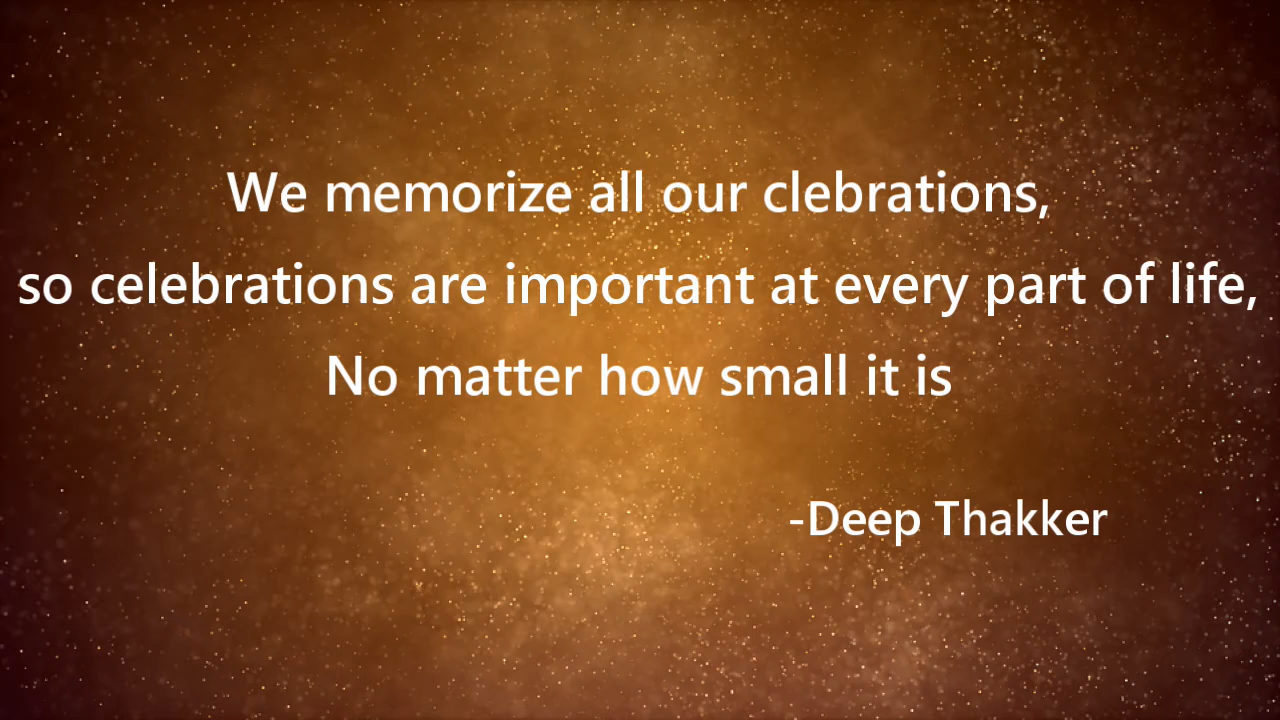 We memorize all our clebrations,
so celebrations are important at every part of life,
No matter how small it is
-Deep Thakker